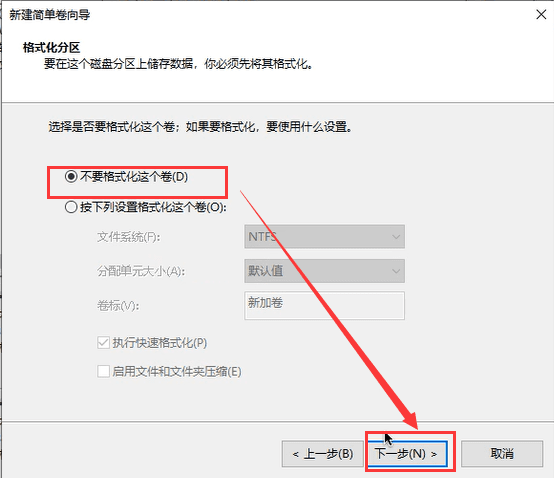 新建简单卷向导
格式化分区
要在这个磁盘分区上储存数据，你必须先将其格式化。
选择是否要格式化这个卷；如果要格式化，要使用什么设置。
不要格式化这个卷(D)
按下列设置格式化这个卷(O):
文件系统(F): NTFS
分配单元大小(A): 默认值
卷标(V): 新加卷
执行快速格式化(P)
启用文件和文件夹压缩(E)
< 上一步(B) 下一步(N) > 取消